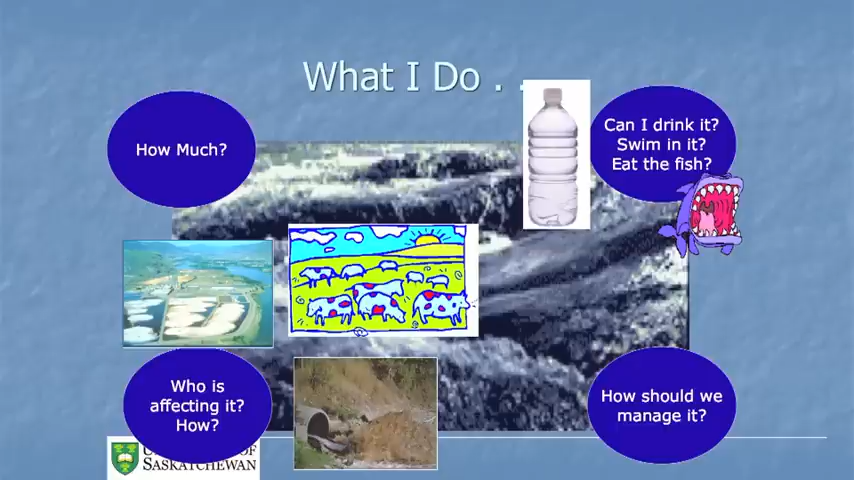 What I Do . .
How Much?
Can I drink it?
Swim in it?
Eat the fish?
Who is
affecting it?
How?
How should we
manage it?
OF
SASKATCHEWAN